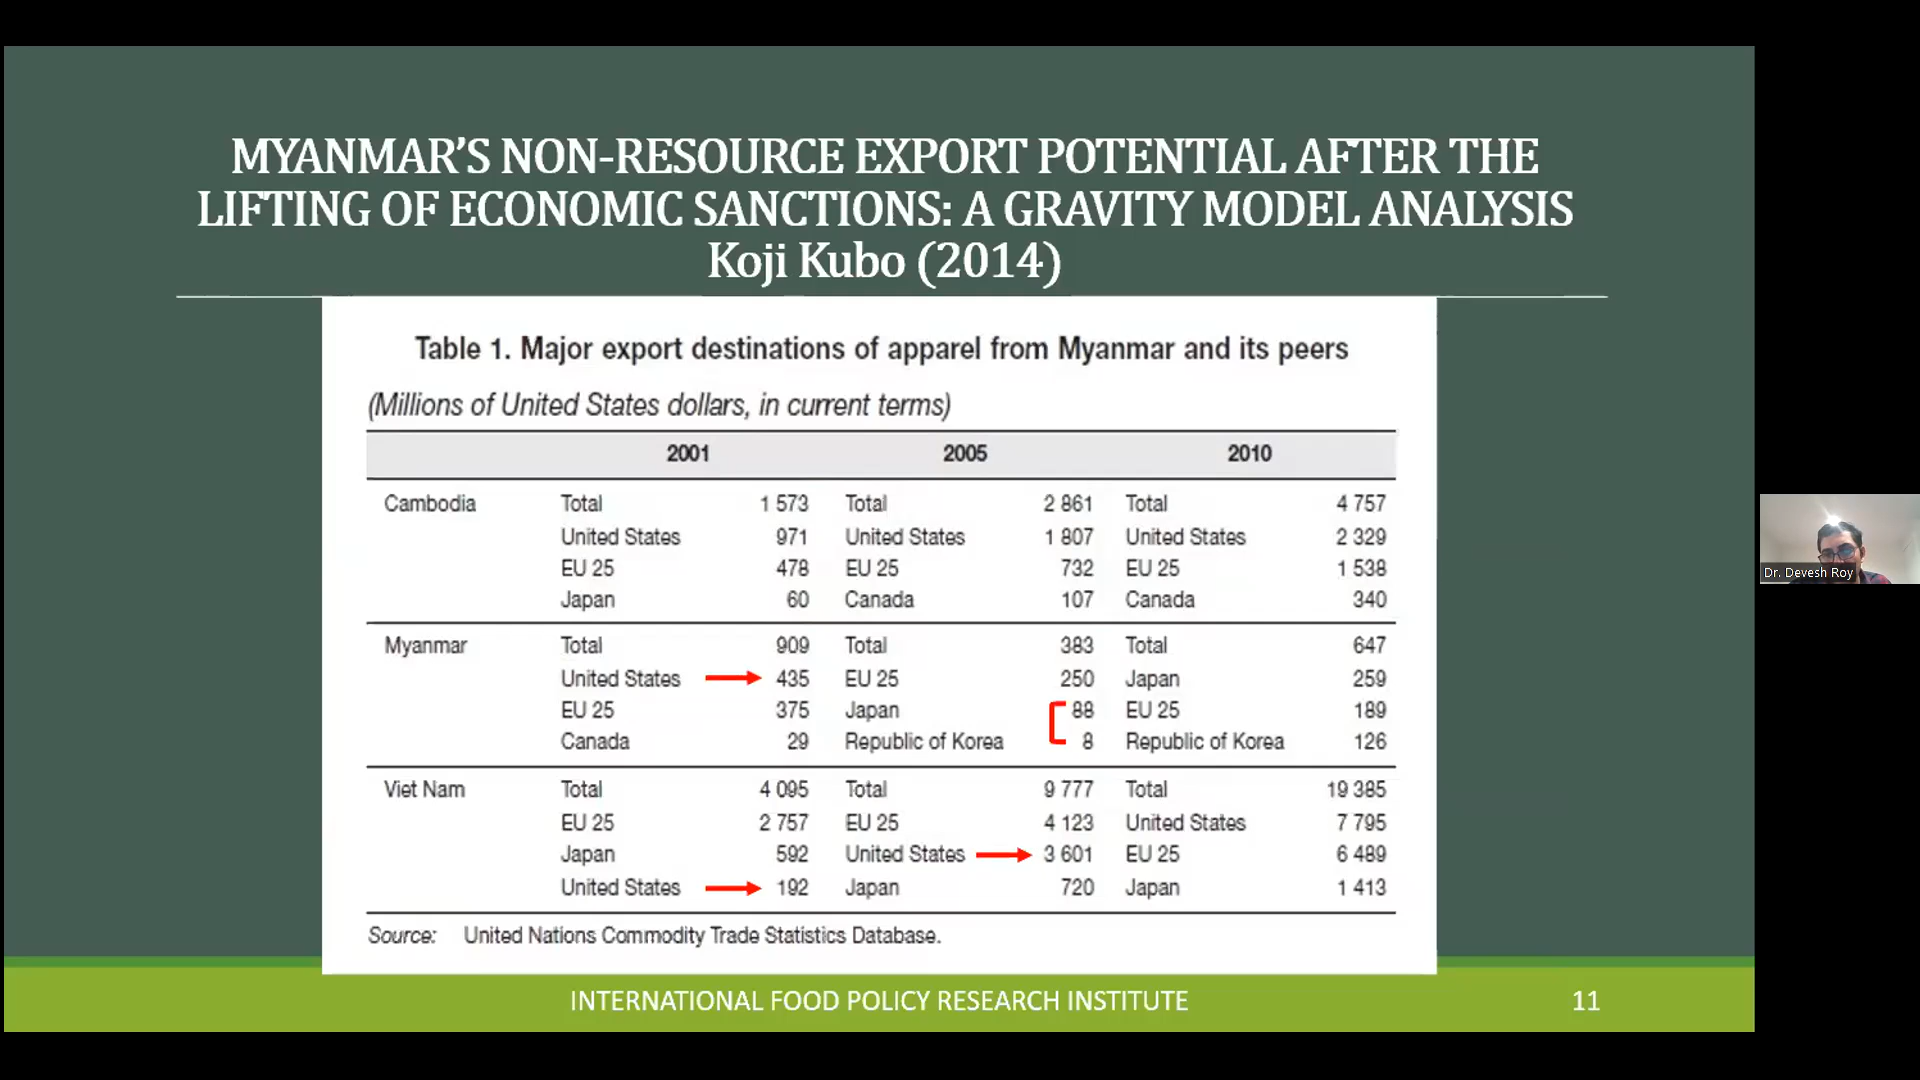 MYANMAR’S NON-RESOURCE EXPORT POTENTIAL AFTER THE
LIFTING OF ECONOMIC SANCTIONS: A GRAVITY MODEL ANALYSIS
Koji Kubo (2014)
Table 1. Major export destinations of apparel from Myanmar and its peers
(Millions of United States dollars, in current terms)
2001 2005 2010
Cambodia Total 1 573 Total 2 861 Total 4 757
United States 971 United States 1 807 United States 2 329
EU 25 478 EU 25 732 EU 25 1 538
Japan 60 Canada 107 Canada 340
Myanmar Total 909 Total 383 Total 647
United States 435 EU 25 250 Japan 259
EU 25 375 Japan 88 EU 25 189
Canada 29 Republic of Korea 8 Republic of Korea 126
Viet Nam Total 4 095 Total 9 777 Total 19 385
EU 25 2 757 EU 25 4 123 United States 7 795
Japan 592 United States 3 601 EU 25 6 489
United States 192 Japan 720 Japan 1 413
Source: United Nations Commodity Trade Statistics Database.
INTERNATIONAL FOOD POLICY RESEARCH INSTITUTE 11
Dr. Devesh Roy